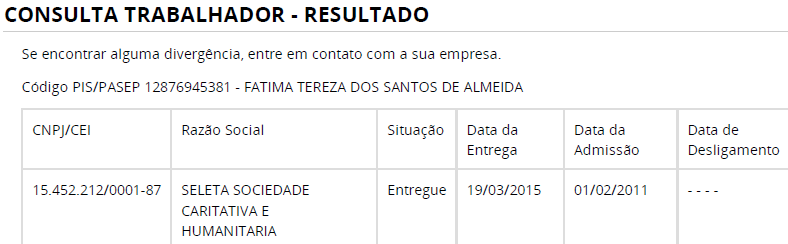 CONSULTA TRABALHADOR - RESULTADO
Se encontrar alguma divergência, entre em contato com a sua empresa.
Código PIS/PASEP 12876945381 - FATIMA TEREZA DOS SANTOS DE ALMEIDA
CNPJ/CEI Razão Social Situação Data da Entrega Data da Admissão Data de Desligamento
15.452.212/0001-87 SELETA SOCIEDADE CARITATIVA E HUMANITARIA Entregue 19/03/2015 01/02/2011 - - - -